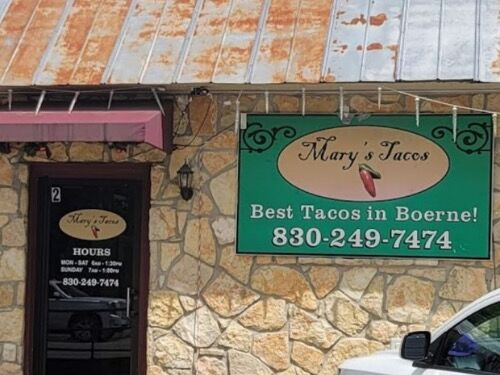 2
Mary's Tacos
HOURS
MON - SAT 6AM - 1:30PM
SUNDAY 7AM - 1:00PM
830-249-7474
Mary's Tacos
Best Tacos in Boerne!
830-249-7474